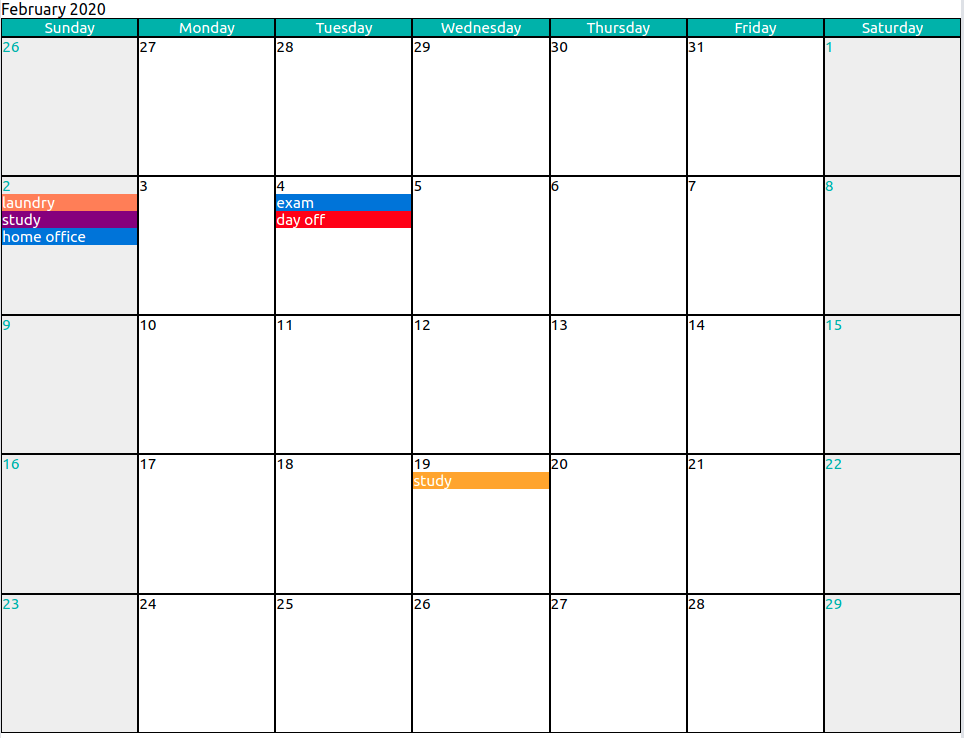 February 2020
Sunday Monday Tuesday Wednesday Thursday Friday Saturday
26 27 28 29 30 31 1
2 3 4 5 6 7 8
laundry exam
study day off
home office
9 10 11 12 13 14 15
16 17 18 19 20 21 22
study
23 24 25 26 27 28 29